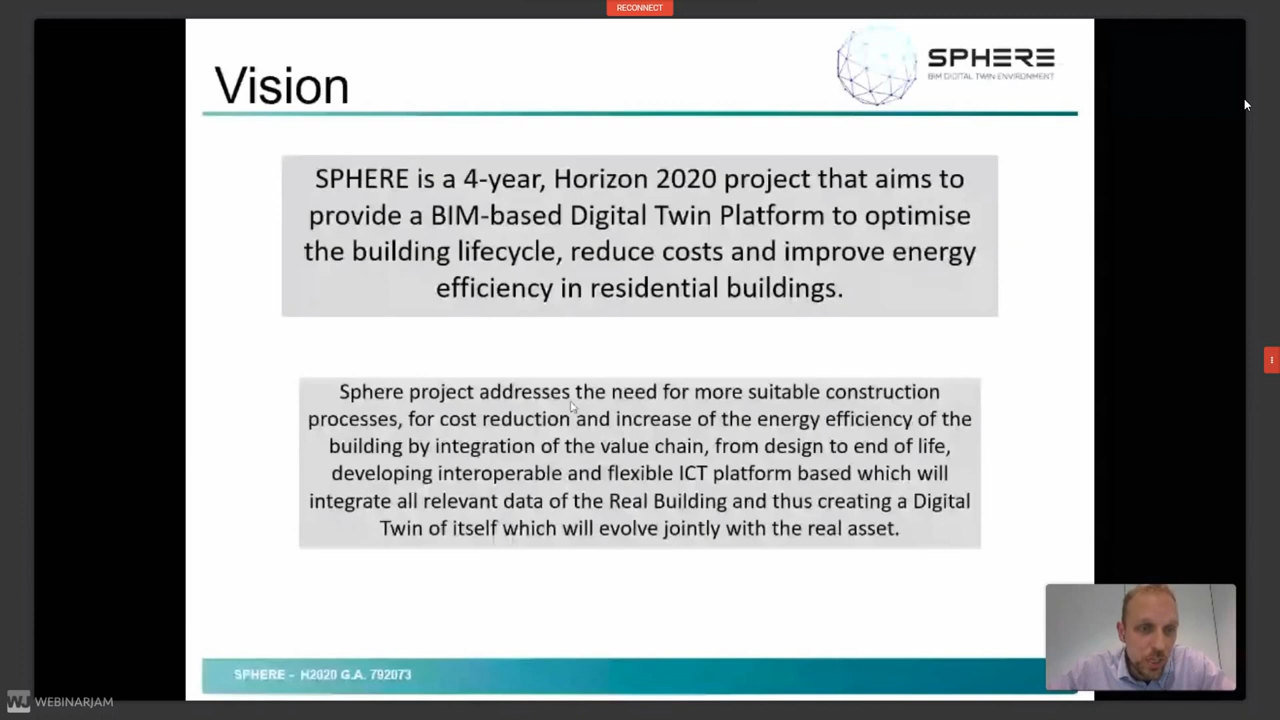 RECONNECT
Vision
SPHERE
BIM DIGITAL TWIN ENVIRONMENT
SPHERE is a 4-year, Horizon 2020 project that aims to
provide a BIM-based Digital Twin Platform to optimise
the building lifecycle, reduce costs and improve energy
efficiency in residential buildings.
Sphere project addresses the need for more suitable construction
processes, for cost reduction and increase of the energy efficiency of the
building by integration of the value chain, from design to end of life,
developing interoperable and flexible ICT platform based which will
integrate all relevant data of the Real Building and thus creating a Digital
Twin of itself which will evolve jointly with the real asset.
SPHERE - H2020 G.A. 792073
WJ WEBINARJAM